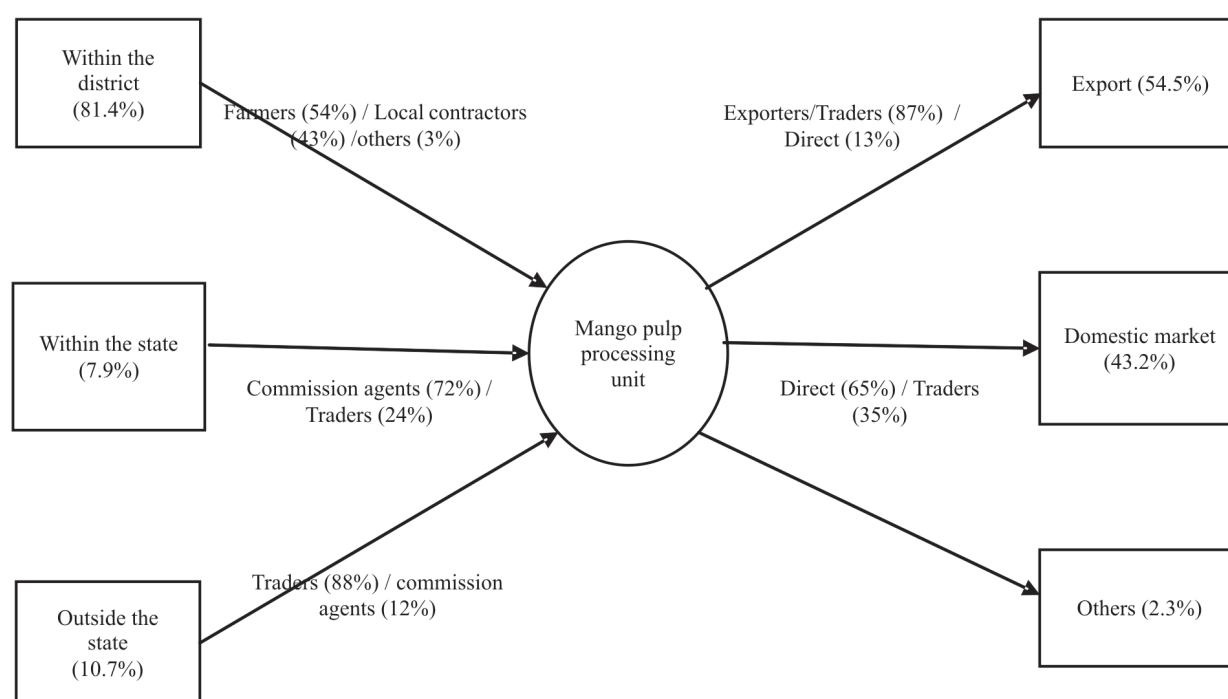 Within the
district
(81.4%)
Farmers (54%) / Local contractors
(43%) /others (3%)
Exporters/Traders (87%)  /
Direct (13%)
Export (54.5%)
Within the state
(7.9%)
Commission agents (72%) /
Traders (24%)
Mango pulp
processing
unit
Direct (65%) / Traders
(35%)
Domestic market
(43.2%)
Outside the
state
(10.7%)
Traders (88%) / commission
agents (12%)
Others (2.3%)